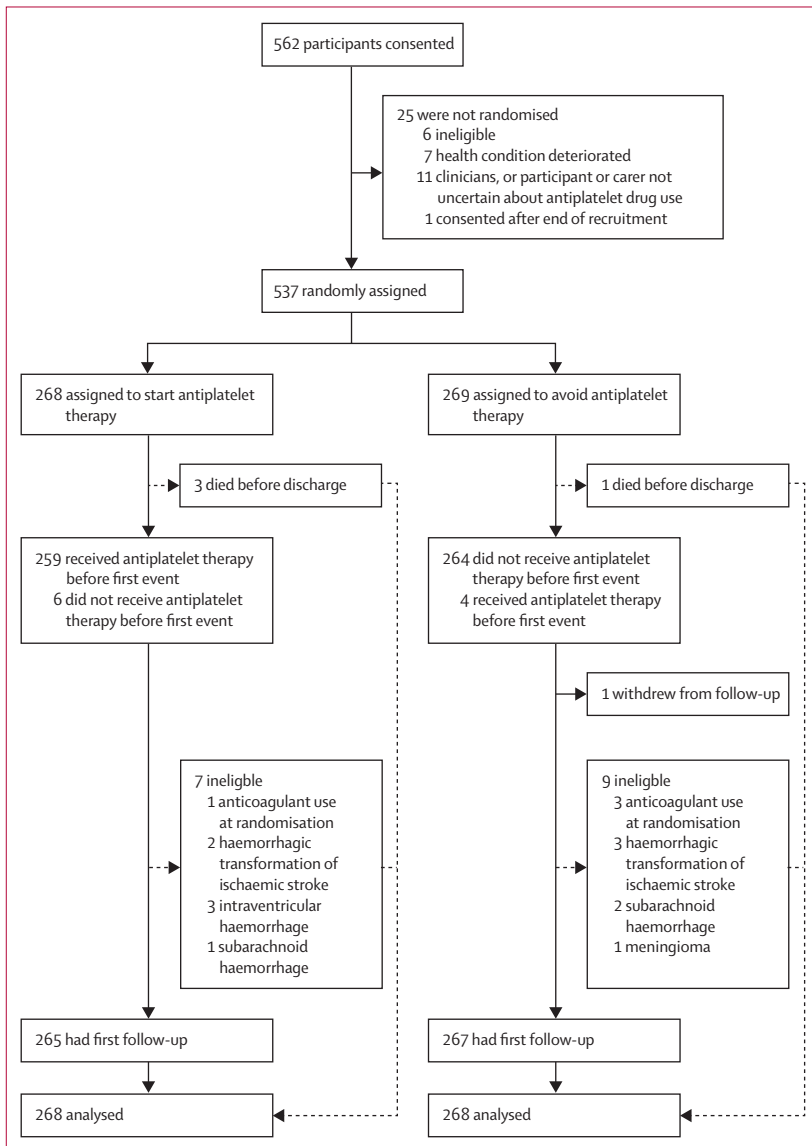 562 participants consented
25 were not randomised
6 ineligible
7 health condition deteriorated
11 clinicians, or participant or carer not
uncertain about antiplatelet drug use
1 consented after end of recruitment
537 randomly assigned
268 assigned to start antiplatelet
therapy
269 assigned to avoid antiplatelet
therapy
3 died before discharge
1 died before discharge
259 received antiplatelet therapy
before first event
6 did not receive antiplatelet
therapy before first event
264 did not receive antiplatelet
therapy before first event
4 received antiplatelet therapy
before first event
1 withdrew from follow-up
7 ineligible
1 anticoagulant use
at randomisation
2 haemorrhagic
transformation of
ischaemic stroke
3 intraventricular
haemorrhage
1 subarachnoid
haemorrhage
9 ineligble
3 anticoagulant use
at randomisation
3 haemorrhagic
transformation of
ischaemic stroke
2 subarachnoid
haemorrhage
1 meningioma
265 had first follow-up
267 had first follow-up
268 analysed
268 analysed